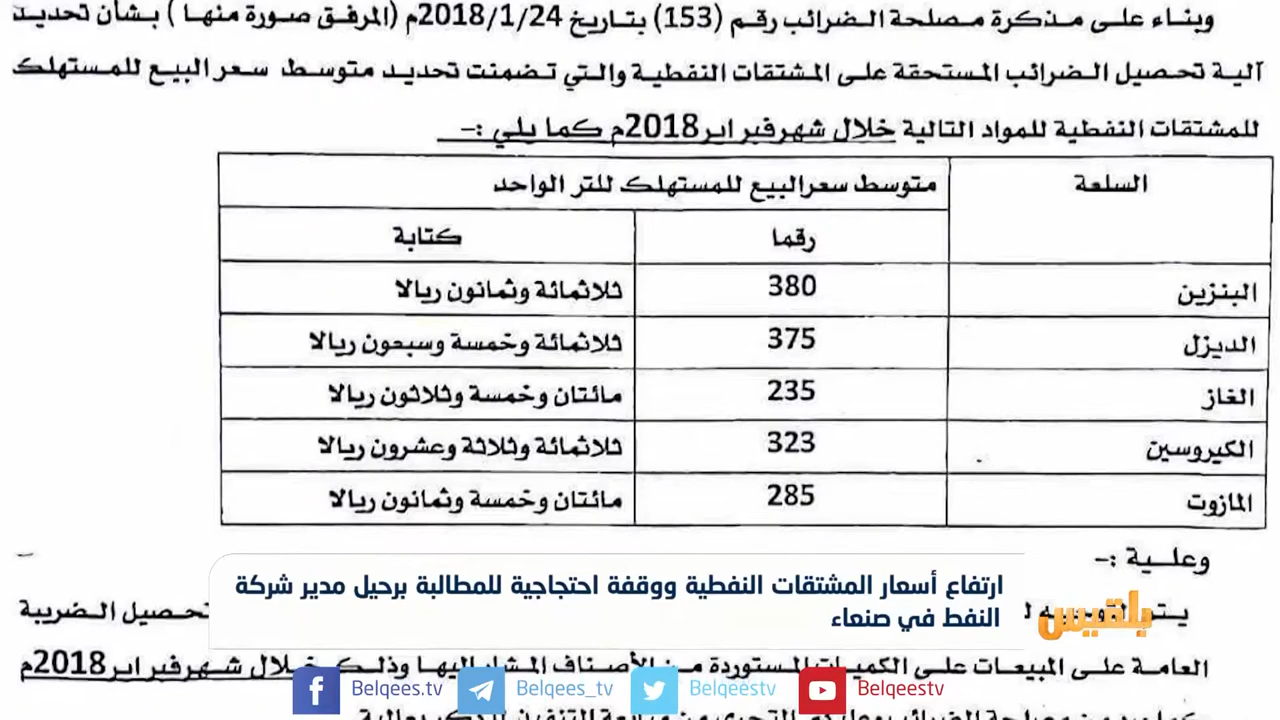 وبناء على مذكرة مصلحة الضرائب رقم (153) بتاريخ 2018/1/24م (المرفق صورة منها ) بشأن تحديد
آلية تحصيل الضرائب المستحقة على المشتقات النفطية والتي تضمنت تحديد متوسط سعر البيع للمستهلك
للمشتقات النفطية للمواد التالية خلال شهر فبراير 2018م كما يلي :-
السلعة متوسط سعر البيع للمستهلك للتر الواحد
رقما كتابة
البنزين 380 ثلاثمائة وثمانون ريالا
الديزل 375 ثلاثمائة وخمسة وسبعون ريالا
الغاز 235 مائتان وخمسة وثلاثون ريالا
الكيروسين 323 ثلاثمائة وثلاثة وعشرون ريالا
المازوت 285 مائتان وخمسة وثمانون ريالا
وعلية :-
ارتفاع أسعار المشتقات النفطية ووقفة احتجاجية للمطالبة برحيل مدير شركة
النفط في صنعاء
بلقيس
تحصيل الضريبة
العامة على المبيعات على الكميات المستوردة من الأصناف المشار اليها وذلك خلال شهر فبراير 2018م
Belqees.tv Belqees_tv Belqeestv Belqeestv